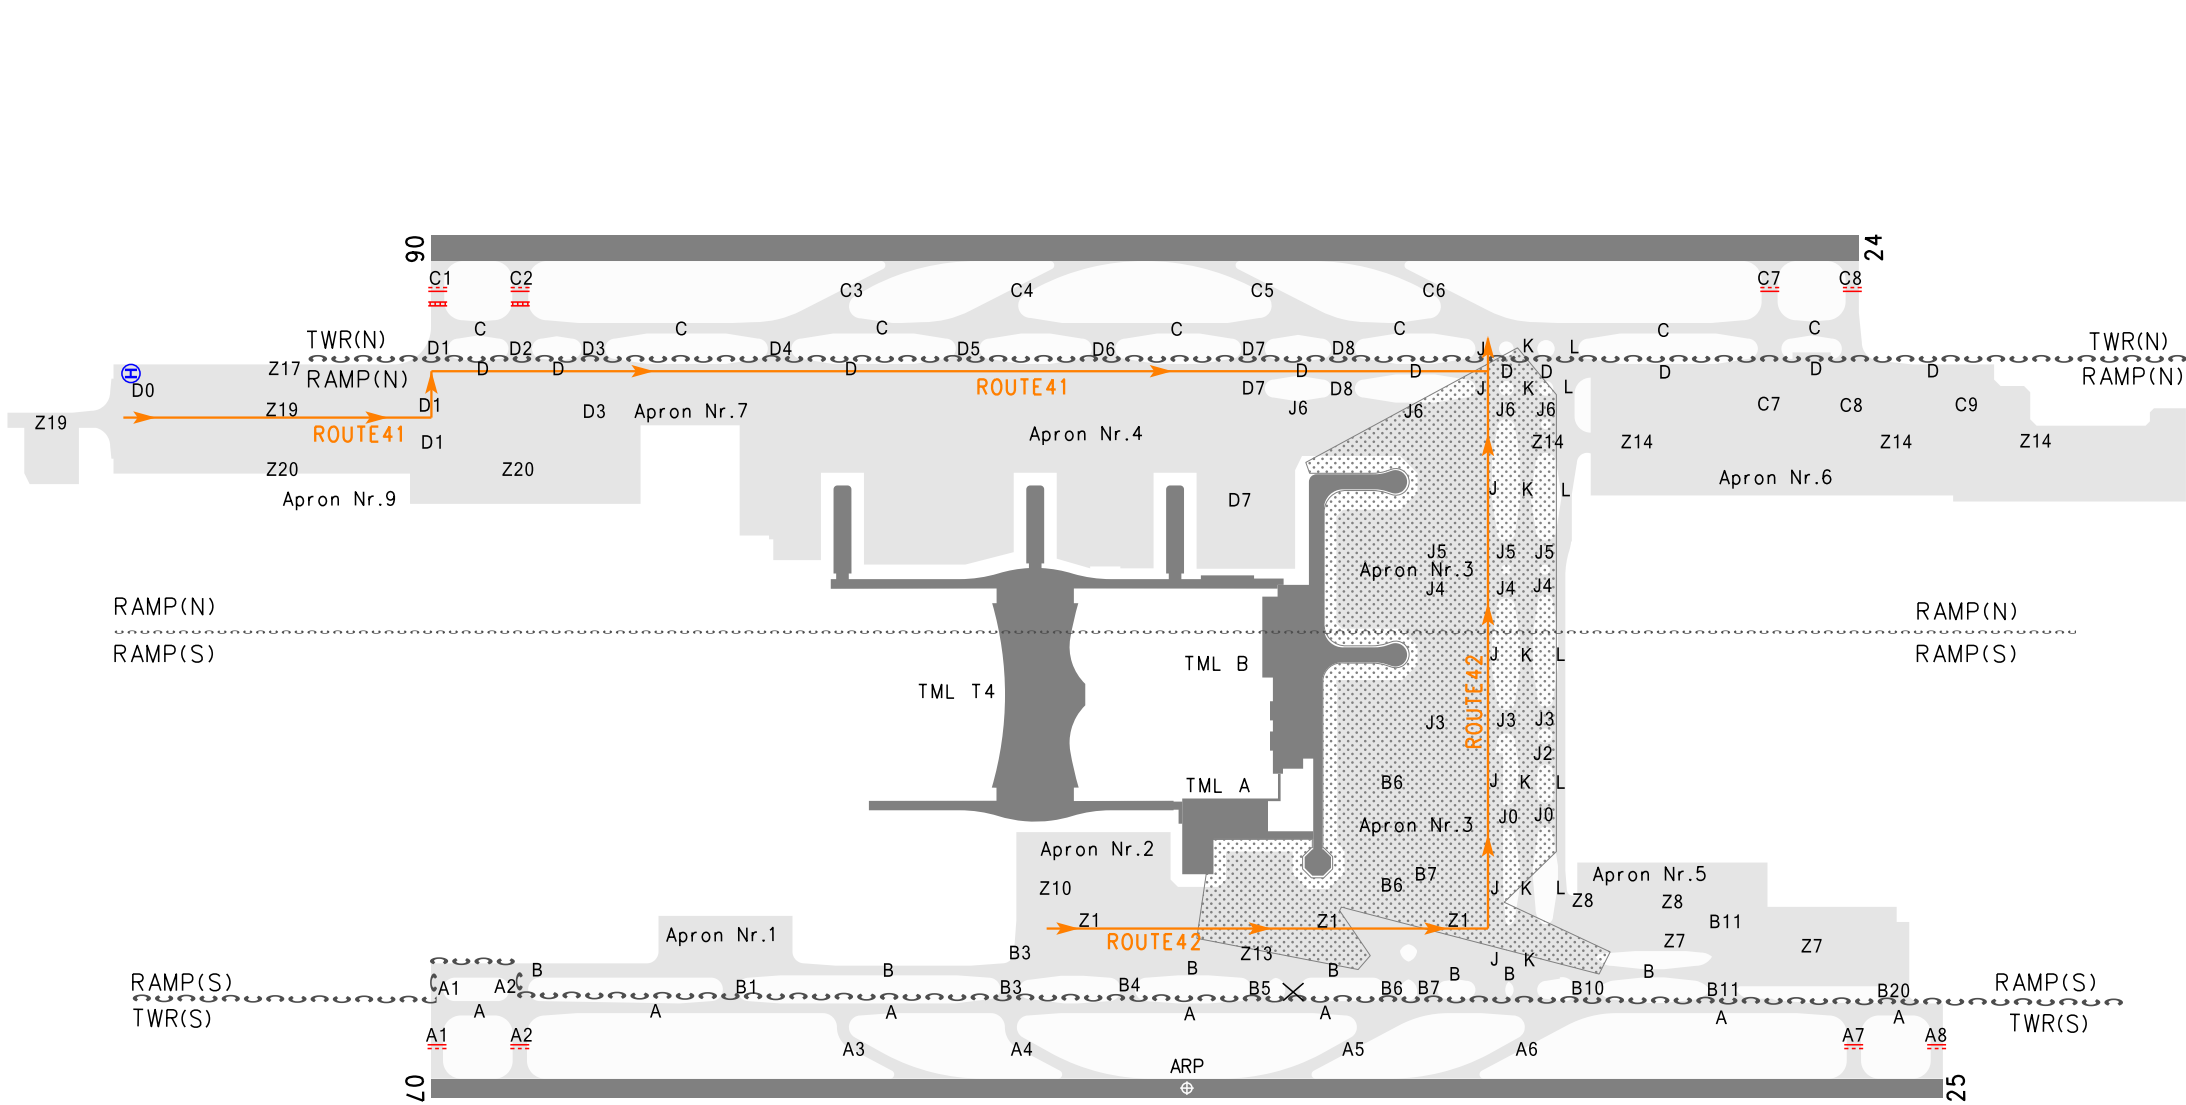 06
24
C1
C2
C3
C4
C5
C6
C7
C8
C
C
C
C
C
C
C
TWR(N)
TWR(N)
D1
D2
D3
D4
D5
D6
D7
D8
J
K
L
Z17
RAMP(N)
D
D
D
D
D
D
D
D
D
D
RAMP(N)
H
D0
D7
D8
J
K
L
Z19
D1
D3
Apron Nr.7
J6
J6
J6
J6
C7
C8
C9
Z19
ROUTE41
ROUTE41
D1
Apron Nr.4
Z14
Z14
Z14
Z14
Z20
Z20
Apron Nr.6
Apron Nr.9
D7
J
K
L
J5
J5
J5
Apron Nr.3
J4
J4
J4
RAMP(N)
RAMP(N)
RAMP(S)
RAMP(S)
TML B
J
K
L
TML T4
ROUTE42
J3
J3
J3
J2
TML A
B6
J
K
L
J0
J0
Apron Nr.3
Apron Nr.2
Z10
B6
B7
J
K
L
Apron Nr.5
Z8
Z8
Z1
Z1
Z1
B11
Apron Nr.1
ROUTE42
Z7
Z7
B3
Z13
J
K
B
B
B
B
B
B
B
RAMP(S)
RAMP(S)
A1
A2
B1
B3
B4
B5
B6
B7
B10
B11
B20
TWR(S)
TWR(S)
A
A
A
A
A
A
A
A1
A2
A3
A4
A5
A6
A7
A8
ARP
07
25